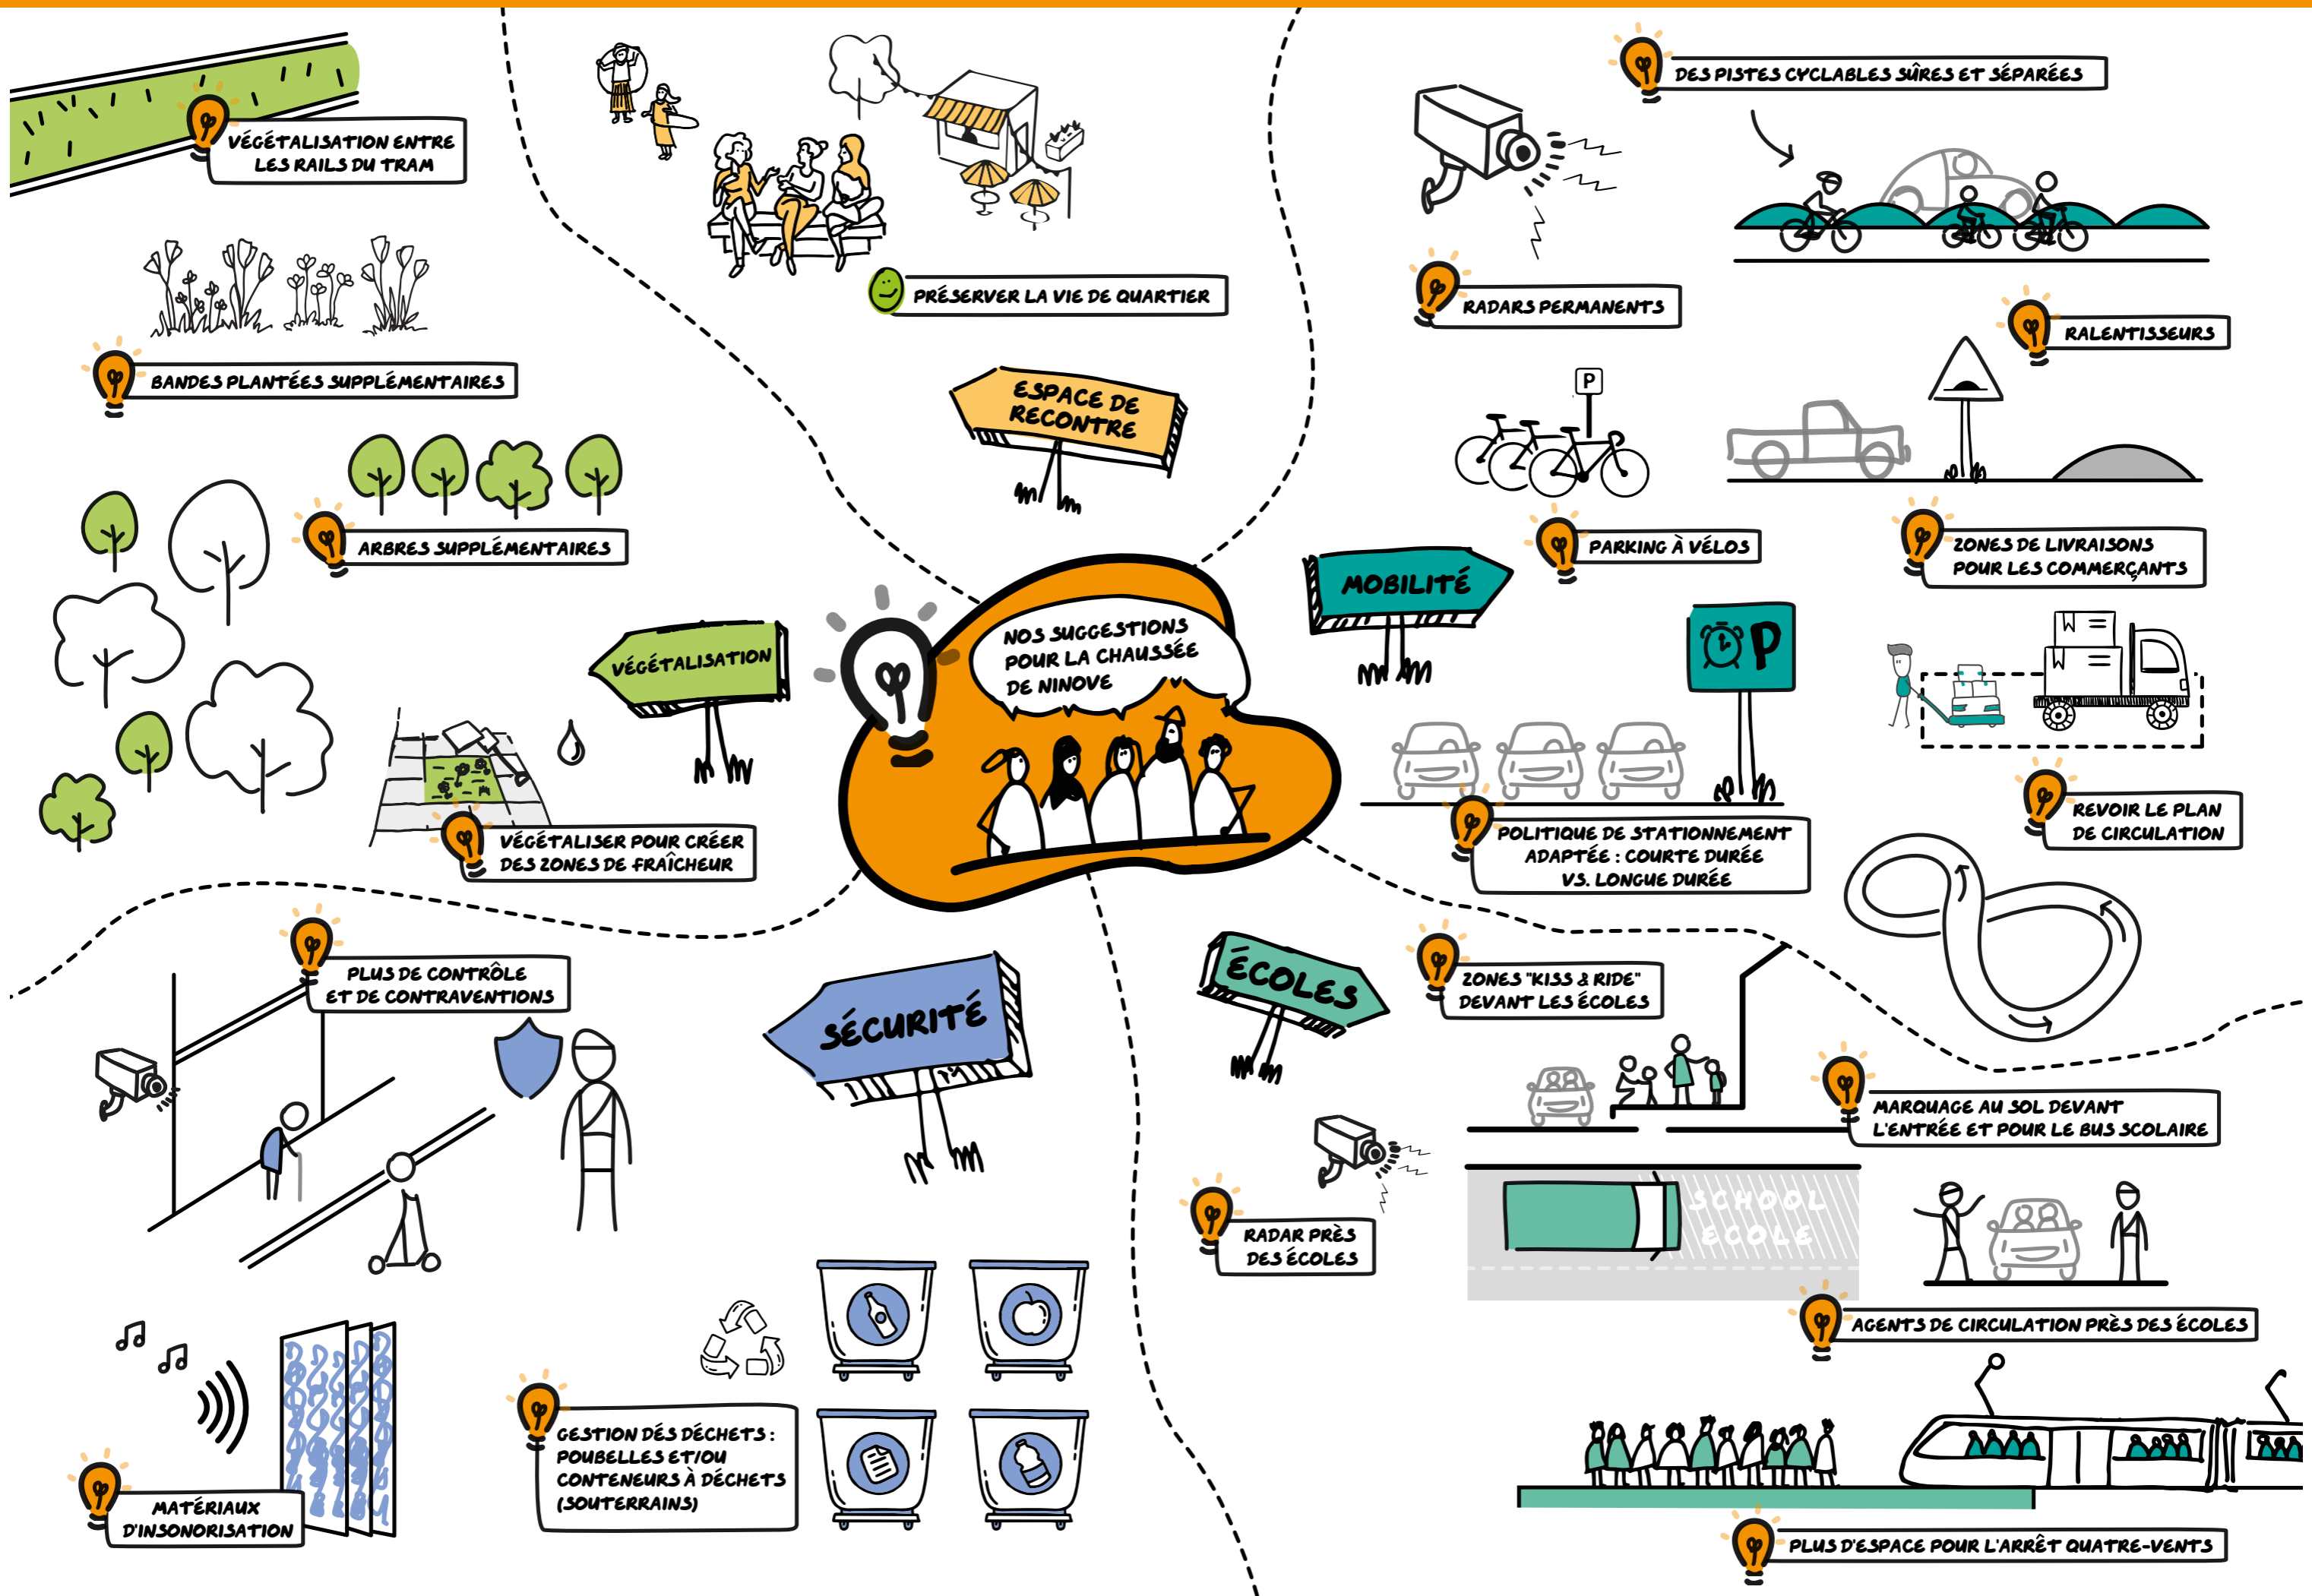 VÉGÉTALISATION ENTRE
LES RAILS DU TRAM
BANDES PLANTÉES SUPPLÉMENTAIRES
ARBRES SUPPLÉMENTAIRES
VÉGÉTALISATION
VÉGÉTALISER POUR CRÉER
DES ZONES DE FRAÎCHEUR
PRÉSERVER LA VIE DE QUARTIER
ESPACE DE
RECONTRE
NOS SUGGESTIONS
POUR LA CHAUSSÉE
DE NINOVE
DES PISTES CYCLABLES SÛRES ET SÉPARÉES
RADARS PERMANENTS
RALENTISSEURS
P
PARKING À VÉLOS
ZONES DE LIVRAISONS
POUR LES COMMERÇANTS
MOBILITÉ
P
POLITIQUE DE STATIONNEMENT
ADAPTÉE : COURTE DURÉE
VS. LONGUE DURÉE
REVOIR LE PLAN
DE CIRCULATION
PLUS DE CONTRÔLE
ET DE CONTRAVENTIONS
SÉCURITÉ
MATÉRIAUX
D'INSONORISATION
GESTION DÉS DÉCHETS :
POUBELLES ET/OU
CONTENEURS À DÉCHETS
(SOUTERRAINS)
ÉCOLES
ZONES "KISS & RIDE"
DEVANT LES ÉCOLES
MARQUAGE AU SOL DEVANT
L'ENTRÉE ET POUR LE BUS SCOLAIRE
RADAR PRÈS
DES ÉCOLES
SCHOOL
ECOLE
AGENTS DE CIRCULATION PRÈS DES ÉCOLES
PLUS D'ESPACE POUR L'ARRÊT QUATRE-VENTS